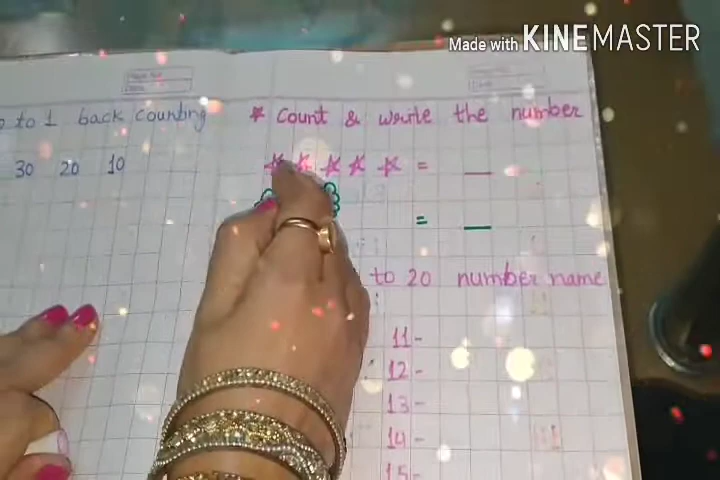 Made with KINEMASTER
to 1 back counting
30 20 10
* Count & write the number
=
=
to 20 number name
11-
12-
13-
14-
15-